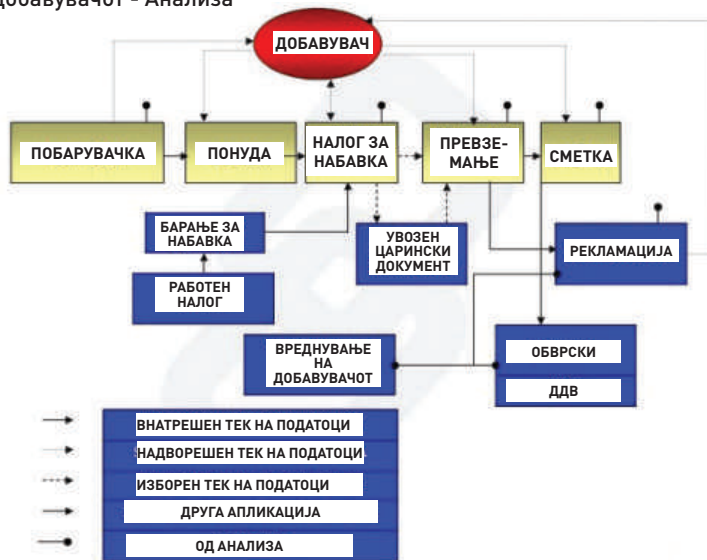 добавувачот - Анализа
ДОБАВУВАЧ
ПОБАРУВАЧКА
ПОНУДА
НАЛОГ ЗА
НАБАВКА
ПРЕВЗЕ-
МАЊЕ
СМЕТКА
БАРАЊЕ ЗА
НАБАВКА
УВОЗЕН
ЦАРИНСКИ
ДОКУМЕНТ
РЕКЛАМАЦИЈА
РАБОТЕН
НАЛОГ
ВРЕДНУВАЊЕ
НА
ДОБАВУВАЧОТ
ОБВРСКИ
ДДВ
ВНАТРЕШЕН ТЕК НА ПОДАТОЦИ
НАДВОРЕШЕН ТЕК НА ПОДАТОЦИ
ИЗБОРЕН ТЕК НА ПОДАТОЦИ
ДРУГА АПЛИКАЦИЈА
ОД АНАЛИЗА